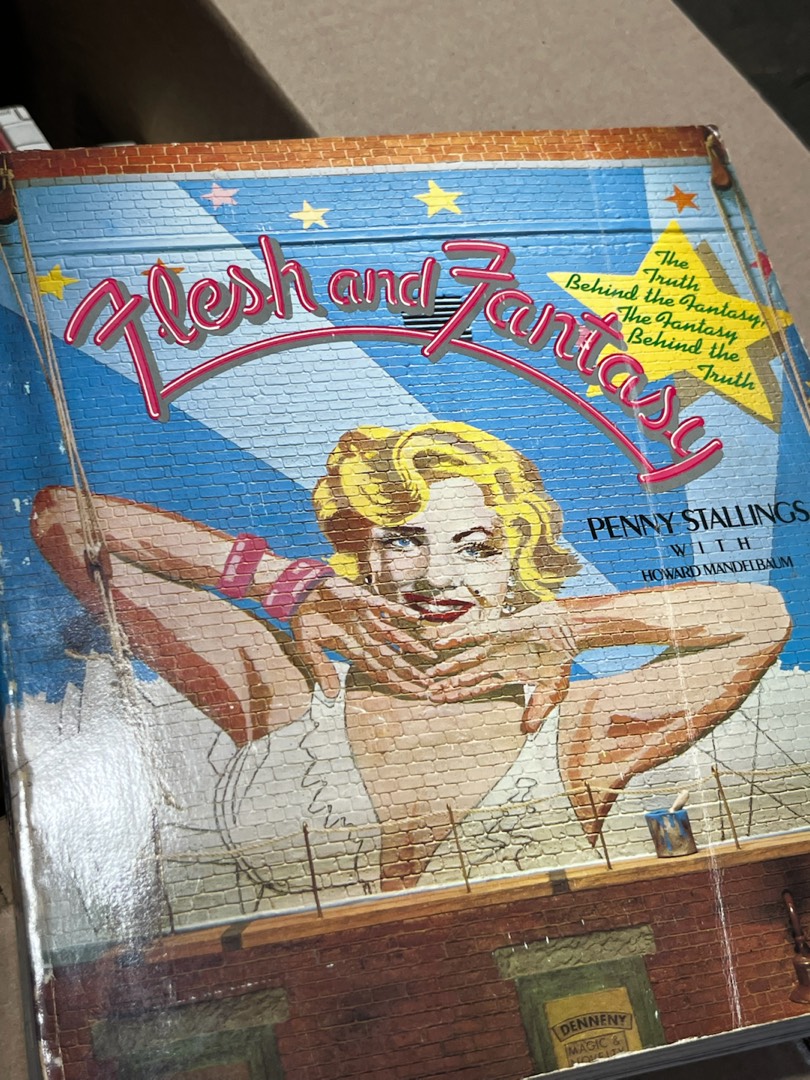 Flesh and Fantasy
The
Truth
Behind the Fantasy,
The Fantasy
Behind the
Truth
PENNY STALLINGS
WITH
HOWARD MANDELBAUM
DENNENY
MAGIC &
NOVELTY